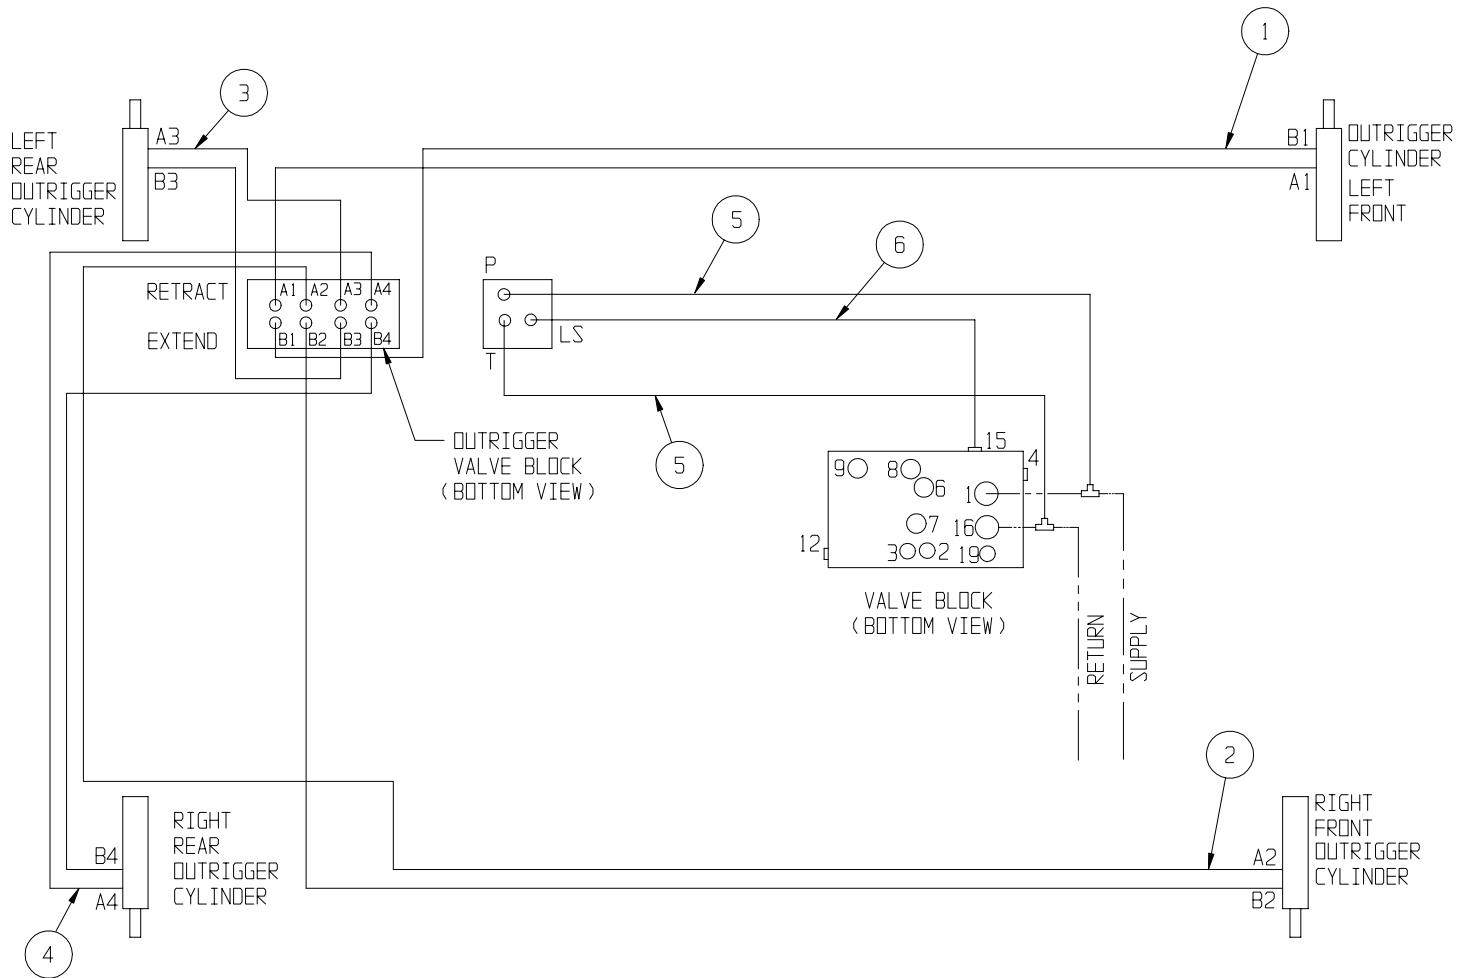 1
3
LEFT
REAR
OUTRIGGER
CYLINDER
A3
B3
B1
A1
OUTRIGGER
CYLINDER
LEFT
FRONT
5
6
RETRACT
EXTEND
A1 A2 A3 A4
B1 B2 B3 B4
P
T
LS
OUTRIGGER
VALVE BLOCK
(BOTTOM VIEW)
5
15
4
9 8
6 1
7 16
12
3 2 19
VALVE BLOCK
(BOTTOM VIEW)
RETURN
SUPPLY
2
RIGHT
REAR
OUTRIGGER
CYLINDER
B4
A4
4
A2
B2
RIGHT
FRONT
OUTRIGGER
CYLINDER